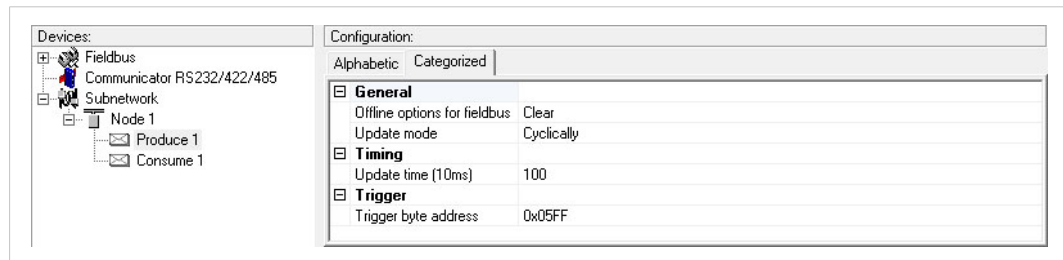 Devices:
Fieldbus
Communicator RS232/422/485
Subnetwork
Node 1
Produce 1
Consume 1
Configuration:
Alphabetic Categorized
General
Offline options for fieldbus Clear
Update mode Cyclically
Timing
Update time (10ms) 100
Trigger
Trigger byte address 0x05FF